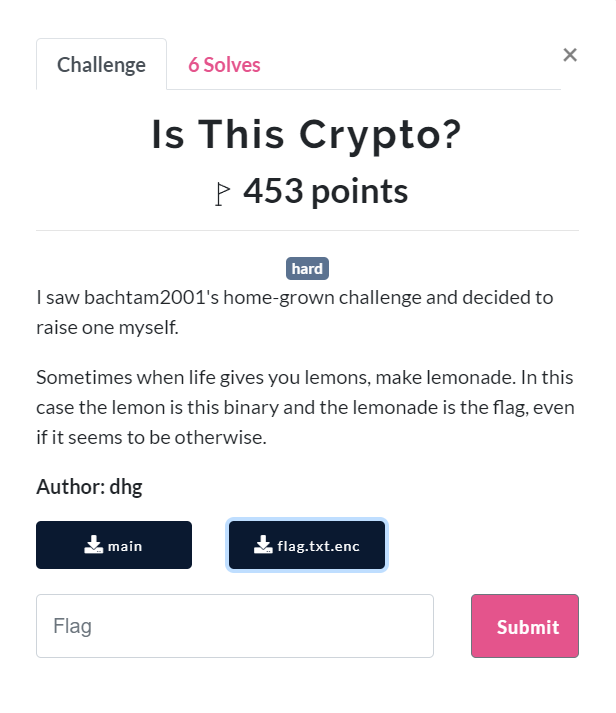 Challenge
6 Solves
×
Is This Crypto?
453 points
hard
I saw bachtam2001's home-grown challenge and decided to
raise one myself.
Sometimes when life gives you lemons, make lemonade. In this
case the lemon is this binary and the lemonade is the flag, even
if it seems to be otherwise.
Author: dhg
main
flag.txt.enc
Flag
Submit